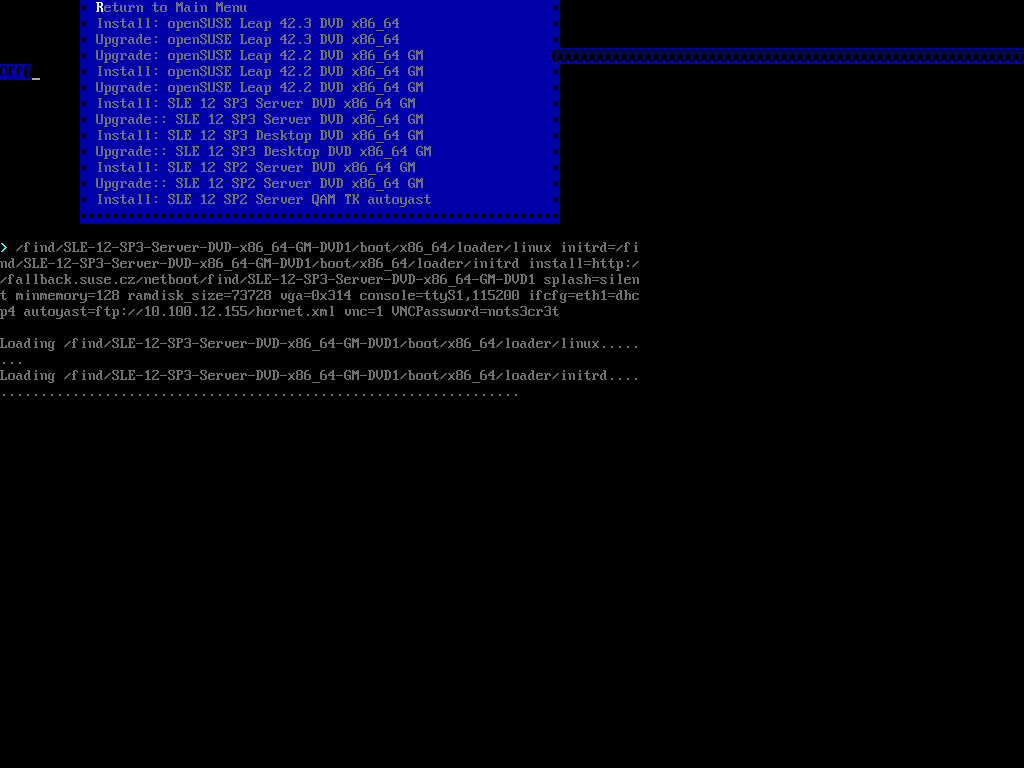 Return to Main Menu
Install: openSUSE Leap 42.3 DVD x86_64
Upgrade: openSUSE Leap 42.3 DVD x86_64
Upgrade: openSUSE Leap 42.2 DVD x86_64 GM
Install: openSUSE Leap 42.2 DVD x86_64 GM
Upgrade: openSUSE Leap 42.2 DVD x86_64 GM
Install: SLE 12 SP3 Server DVD x86_64 GM
Upgrade:: SLE 12 SP3 Server DVD x86_64 GM
Install: SLE 12 SP3 Desktop DVD x86_64 GM
Upgrade:: SLE 12 SP3 Desktop DVD x86_64 GM
Install: SLE 12 SP2 Server DVD x86_64 GM
Upgrade:: SLE 12 SP2 Server DVD x86_64 GM
Install: SLE 12 SP2 Server QAM TK autoyast
> /find/SLE-12-SP3-Server-DVD-x86_64-GM-DVD1/boot/x86_64/loader/linux initrd=/fi
nd/SLE-12-SP3-Server-DVD-x86_64-GM-DVD1/boot/x86_64/loader/initrd install=http:/
/fallback.suse.cz/netboot/find/SLE-12-SP3-Server-DVD-x86_64-GM-DVD1 splash=silen
t minmemory=128 ramdisk_size=73728 vga=0x314 console=ttyS1,115200 ifcfg=eth1=dhc
p4 autoyast=ftp://10.100.12.155/hornet.xml vnc=1 VNCPassword=nots3cr3t
Loading /find/SLE-12-SP3-Server-DVD-x86_64-GM-DVD1/boot/x86_64/loader/linux.....
...
Loading /find/SLE-12-SP3-Server-DVD-x86_64-GM-DVD1/boot/x86_64/loader/initrd....
.................................................................